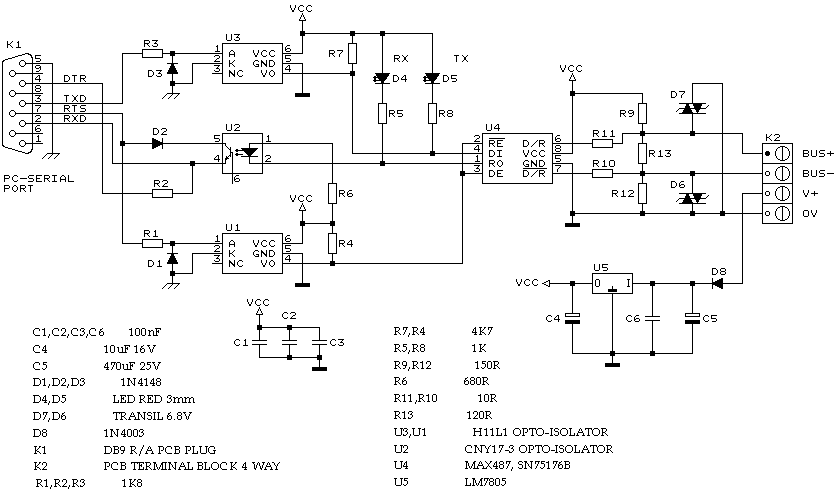 VCC
K1
R3
U3
1 A VCC 6
2 K GND 5
3 NC VO 4
D3
R7
RX
TX
D4
D5
R5
R8
5
9
4
8
3
7
2
6
1
DTR
TXD
RTS
RXD
PC-SERIAL
PORT
D2
U2
5
1
4
2
6
R2
R6
VCC
R4
R1
U1
1 A VCC 6
2 K GND 5
3 NC VO 4
D1
U4
2 RE D/R 6
4 DI VCC 8
1 RO GND 5
3 DE D/R 7
VCC
R9
D7
R11
R13
R10
R12
D6
K2
BUS+
BUS-
V+
0V
VCC
U5
O I
D8
C4
C6
C5
VCC
C2
C1
C3
C1,C2,C3,C6 100nF
C4 10uF 16V
C5 470uF 25V
D1,D2,D3 1N4148
D4,D5 LED RED 3mm
D7,D6 TRANSIL 6.8V
D8 1N4003
K1 DB9 R/A PCB PLUG
K2 PCB TERMINAL BLOCK 4 WAY
R1,R2,R3 1K8
R7,R4 4K7
R5,R8 1K
R9,R12 150R
R6 680R
R11,R10 10R
R13 120R
U3,U1 H11L1 OPTO-ISOLATOR
U2 CNY17-3 OPTO-ISOLATOR
U4 MAX487, SN75176B
U5 LM7805